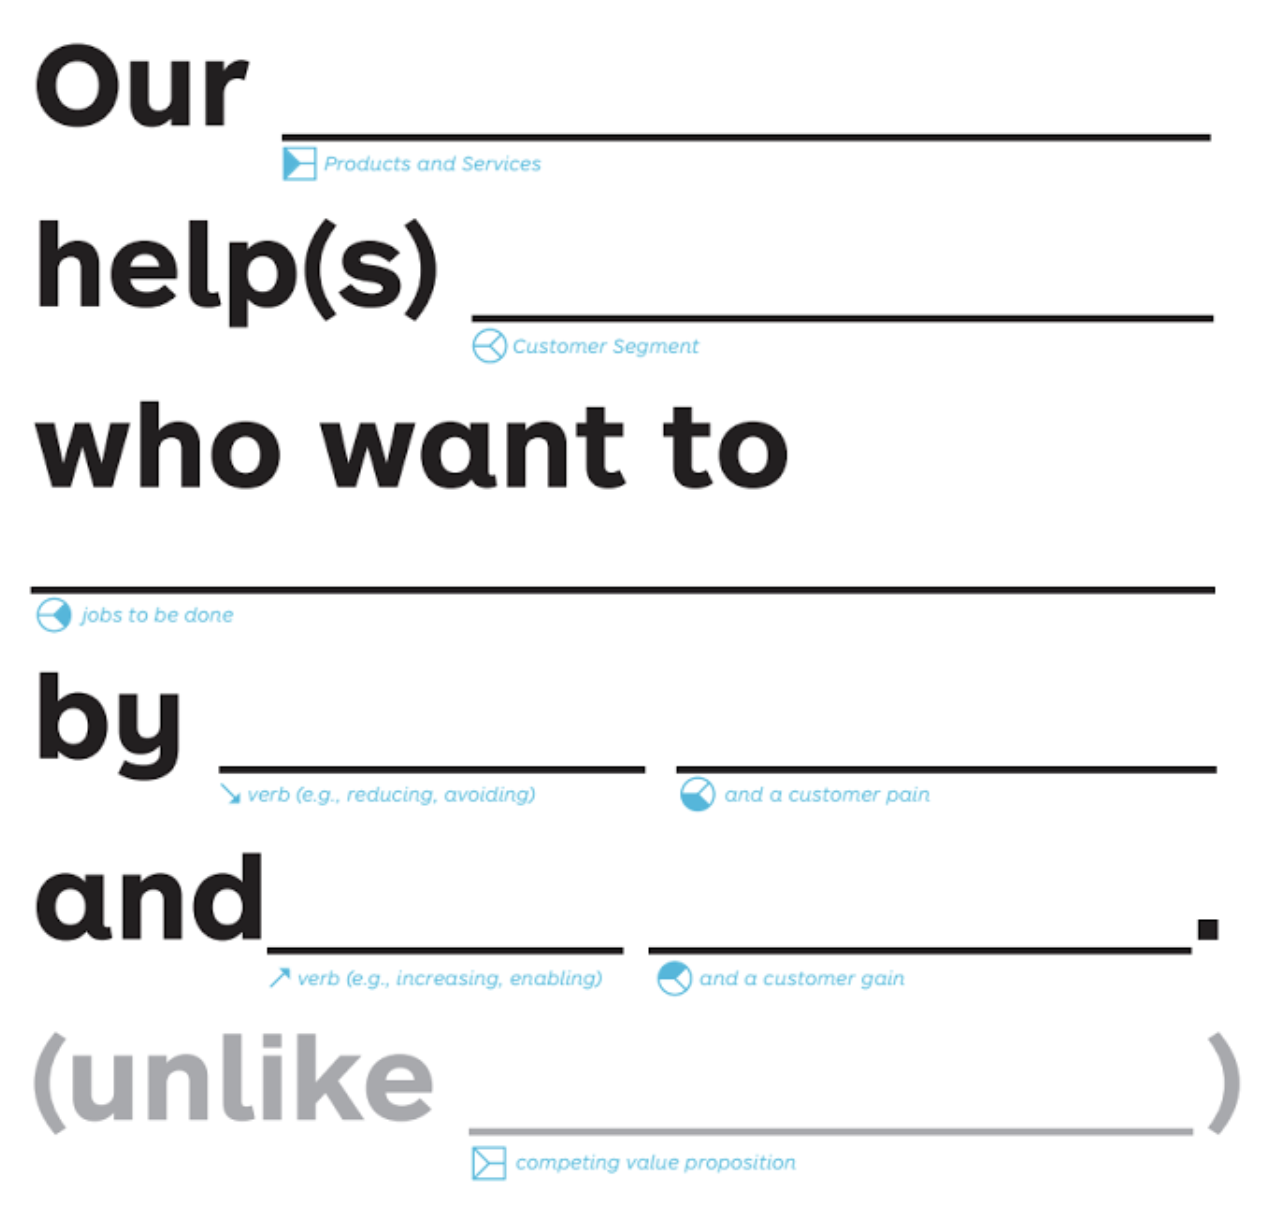 Our
Products and Services
help(s)
Customer Segment
who want to
jobs to be done
by
verb (e.g., reducing, avoiding) and a customer pain
and .
verb (e.g., increasing, enabling) and a customer gain
(unlike )
competing value proposition